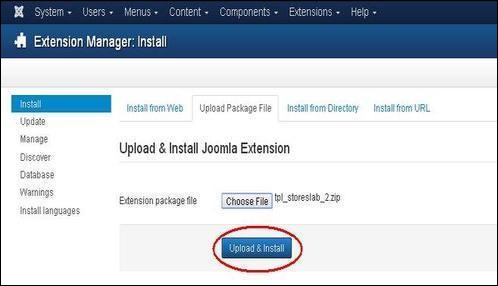 System Users Menus Content Components Extensions Help
Extension Manager: Install
Install
Update
Manage
Discover
Database
Warnings
Install languages
Install from Web Upload Package File Install from Directory Install from URL
Upload & Install Joomla Extension
Extension package file Choose File tpl_storeslab_2.zip
Upload & Install